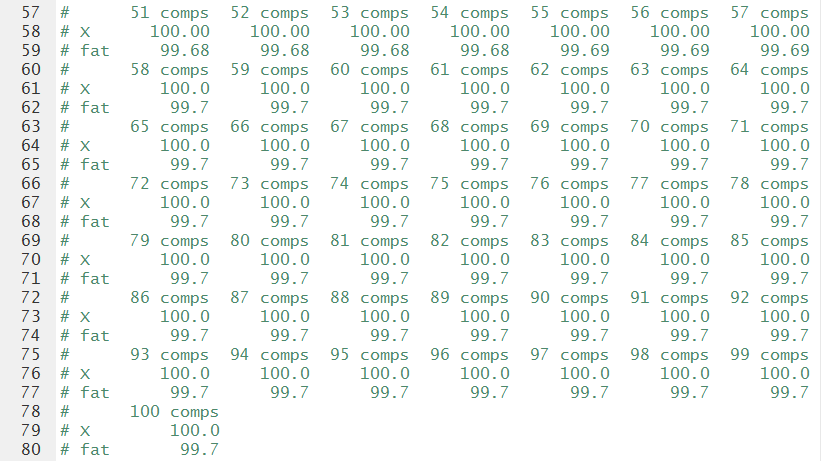 57 #      51 comps  52 comps  53 comps  54 comps  55 comps  56 comps  57 comps
58 # X      100.00    100.00    100.00    100.00    100.00    100.00    100.00
59 # fat     99.68     99.68     99.68     99.68     99.69     99.69     99.69
60 #      58 comps  59 comps  60 comps  61 comps  62 comps  63 comps  64 comps
61 # X       100.0     100.0     100.0     100.0     100.0     100.0     100.0
62 # fat      99.7      99.7      99.7      99.7      99.7      99.7      99.7
63 #      65 comps  66 comps  67 comps  68 comps  69 comps  70 comps  71 comps
64 # X       100.0     100.0     100.0     100.0     100.0     100.0     100.0
65 # fat      99.7      99.7      99.7      99.7      99.7      99.7      99.7
66 #      72 comps  73 comps  74 comps  75 comps  76 comps  77 comps  78 comps
67 # X       100.0     100.0     100.0     100.0     100.0     100.0     100.0
68 # fat      99.7      99.7      99.7      99.7      99.7      99.7      99.7
69 #      79 comps  80 comps  81 comps  82 comps  83 comps  84 comps  85 comps
70 # X       100.0     100.0     100.0     100.0     100.0     100.0     100.0
71 # fat      99.7      99.7      99.7      99.7      99.7      99.7      99.7
72 #      86 comps  87 comps  88 comps  89 comps  90 comps  91 comps  92 comps
73 # X       100.0     100.0     100.0     100.0     100.0     100.0     100.0
74 # fat      99.7      99.7      99.7      99.7      99.7      99.7      99.7
75 #      93 comps  94 comps  95 comps  96 comps  97 comps  98 comps  99 comps
76 # X       100.0     100.0     100.0     100.0     100.0     100.0     100.0
77 # fat      99.7      99.7      99.7      99.7      99.7      99.7      99.7
78 #      100 comps
79 # X        100.0
80 # fat       99.7